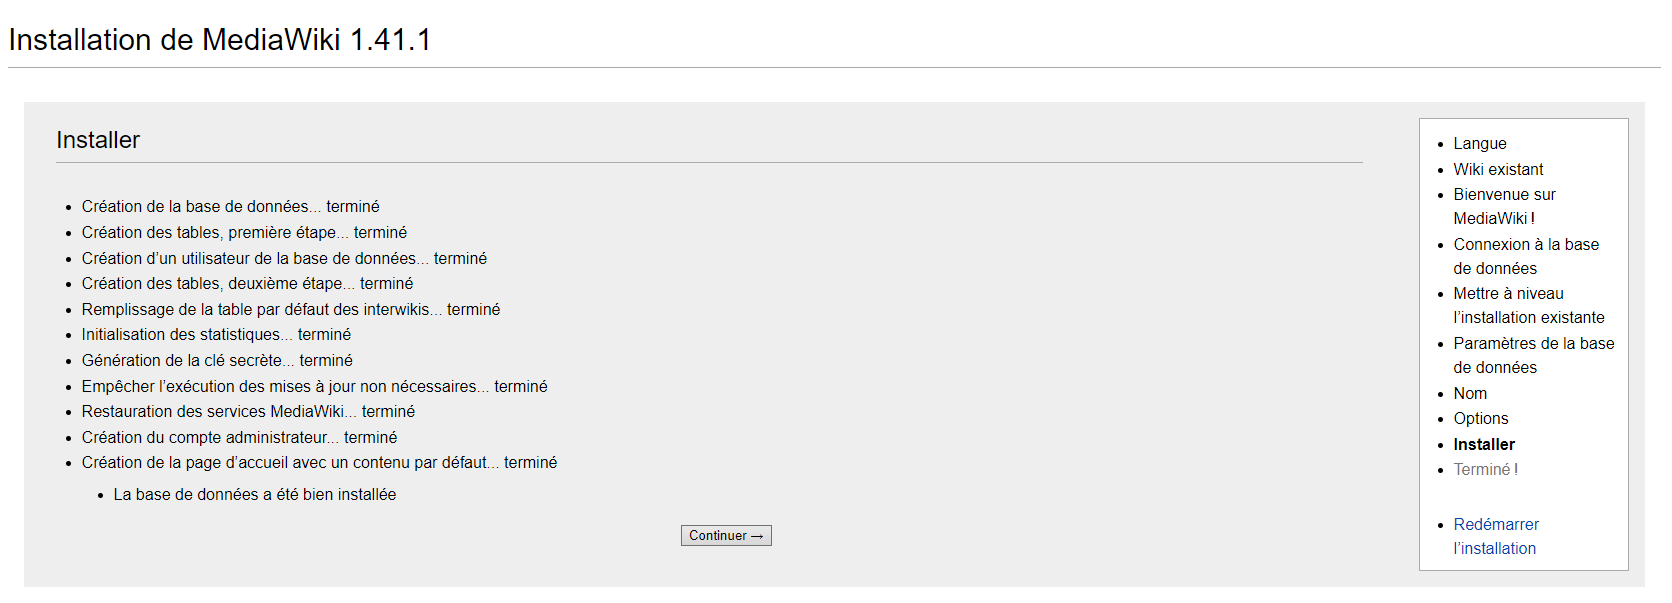 Installation de MediaWiki 1.41.1
Installer
Création de la base de données... terminé
Création des tables, première étape... terminé
Création d’un utilisateur de la base de données... terminé
Création des tables, deuxième étape... terminé
Remplissage de la table par défaut des interwikis... terminé
Initialisation des statistiques... terminé
Génération de la clé secrète... terminé
Empêcher l’exécution des mises à jour non nécessaires... terminé
Restauration des services MediaWiki... terminé
Création du compte administrateur... terminé
Création de la page d’accueil avec un contenu par défaut... terminé
La base de données a été bien installée
Continuer →
Langue
Wiki existant
Bienvenue sur
MediaWiki !
Connexion à la base
de données
Mettre à niveau
l’installation existante
Paramètres de la base
de données
Nom
Options
Installer
Terminé !
Redémarrer
l’installation